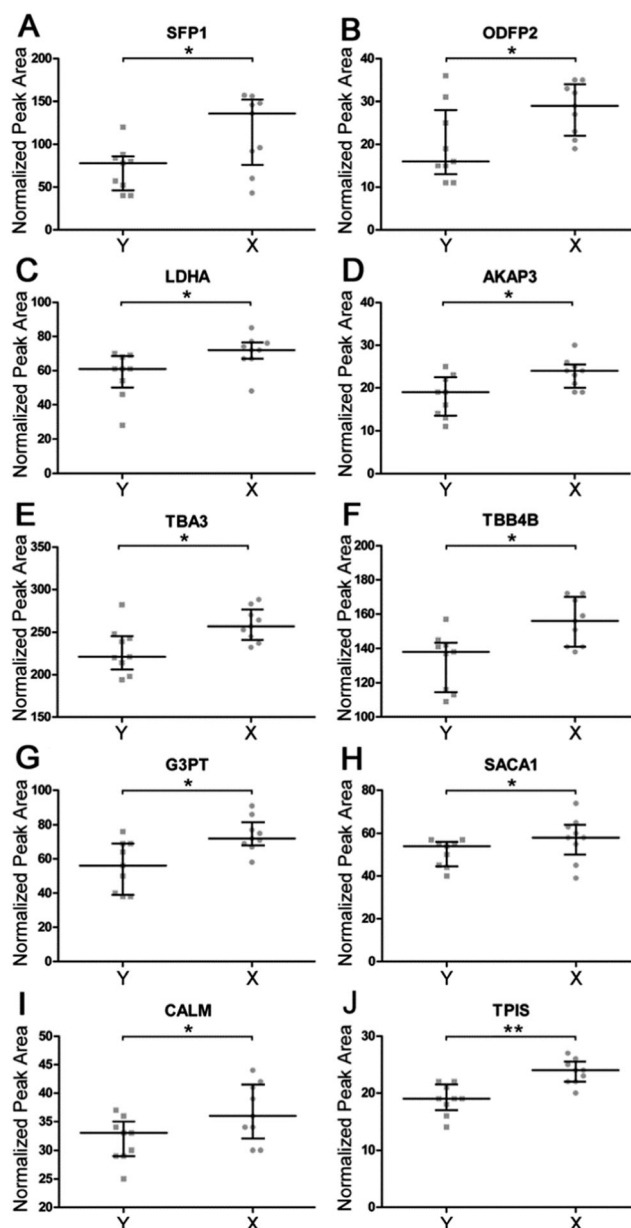 A
SFP1
*
Normalized Peak Area
200
150
100
50
0
Y X
B
ODFP2
*
Normalized Peak Area
40
30
20
10
0
Y X
C
LDHA
*
Normalized Peak Area
100
80
60
40
20
0
Y X
D
AKAP3
*
Normalized Peak Area
40
30
20
10
0
Y X
E
TBA3
*
Normalized Peak Area
350
300
250
200
150
Y X
F
TBB4B
*
Normalized Peak Area
200
180
160
140
120
100
Y X
G
G3PT
*
Normalized Peak Area
100
80
60
40
20
0
Y X
H
SACA1
*
Normalized Peak Area
80
60
40
20
0
Y X
I
CALM
*
Normalized Peak Area
50
45
40
35
30
25
20
Y X
J
TPIS
**
Normalized Peak Area
30
20
10
0
Y X